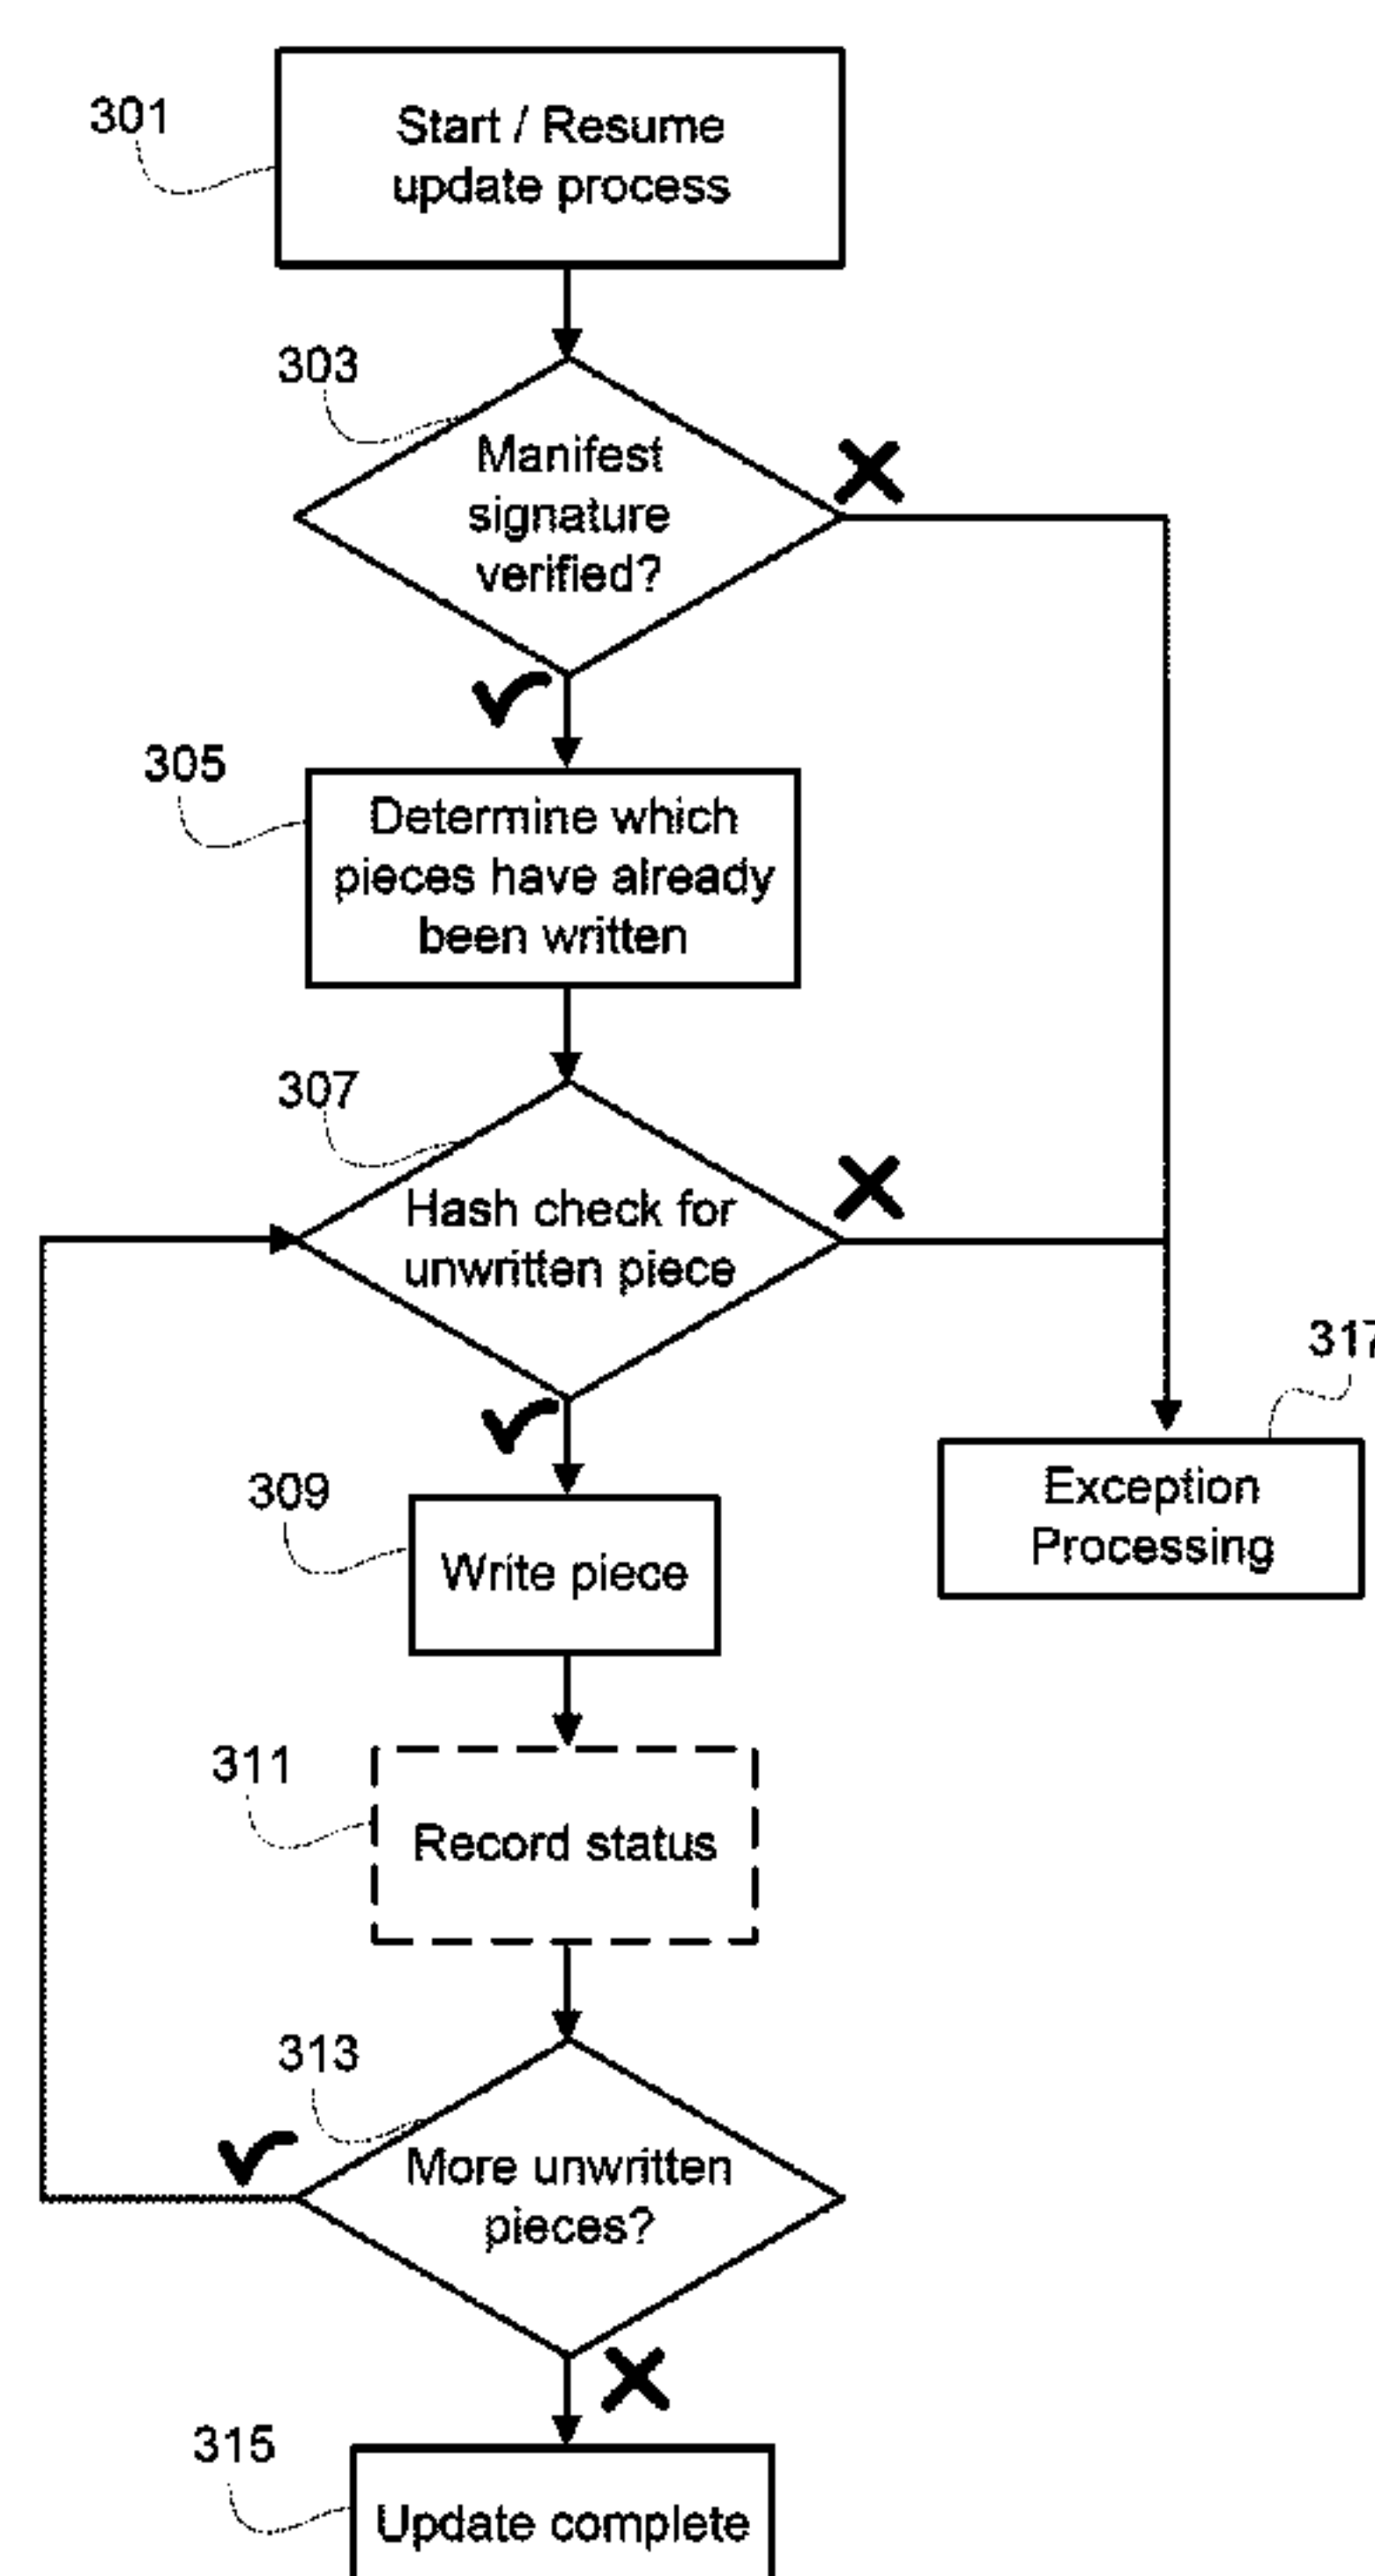 301
Start / Resume
update process
303
Manifest
signature
verified?
305
Determine which
pieces have already
been written
307
Hash check for
unwritten piece
317
Exception
Processing
309
Write piece
311
Record status
313
More unwritten
pieces?
315
Update complete